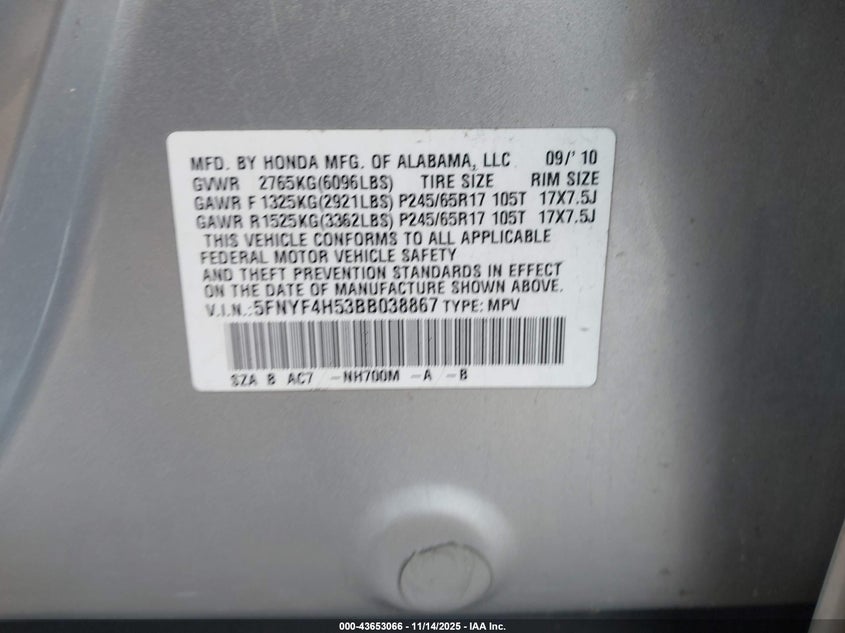 MFD. BY HONDA MFG. OF ALABAMA, LLC 09/'10
GVWR 2765KG(6096LBS) TIRE SIZE RIM SIZE
GAWR F 1325KG(2921LBS) P245/65R17 105T 17X7.5J
GAWR R1525KG(3362LBS) P245/65R17 105T 17X7.5J
THIS VEHICLE CONFORMS TO ALL APPLICABLE
FEDERAL MOTOR VEHICLE SAFETY
AND THEFT PREVENTION STANDARDS IN EFFECT
ON THE DATE OF MANUFACTURE SHOWN ABOVE.
V.I.N.:5FNYF4H53BB038867 TYPE: MPV
SZA B AC7 -NH700M -A -B
000-43653066 - 11/14/2025 - IAA Inc.